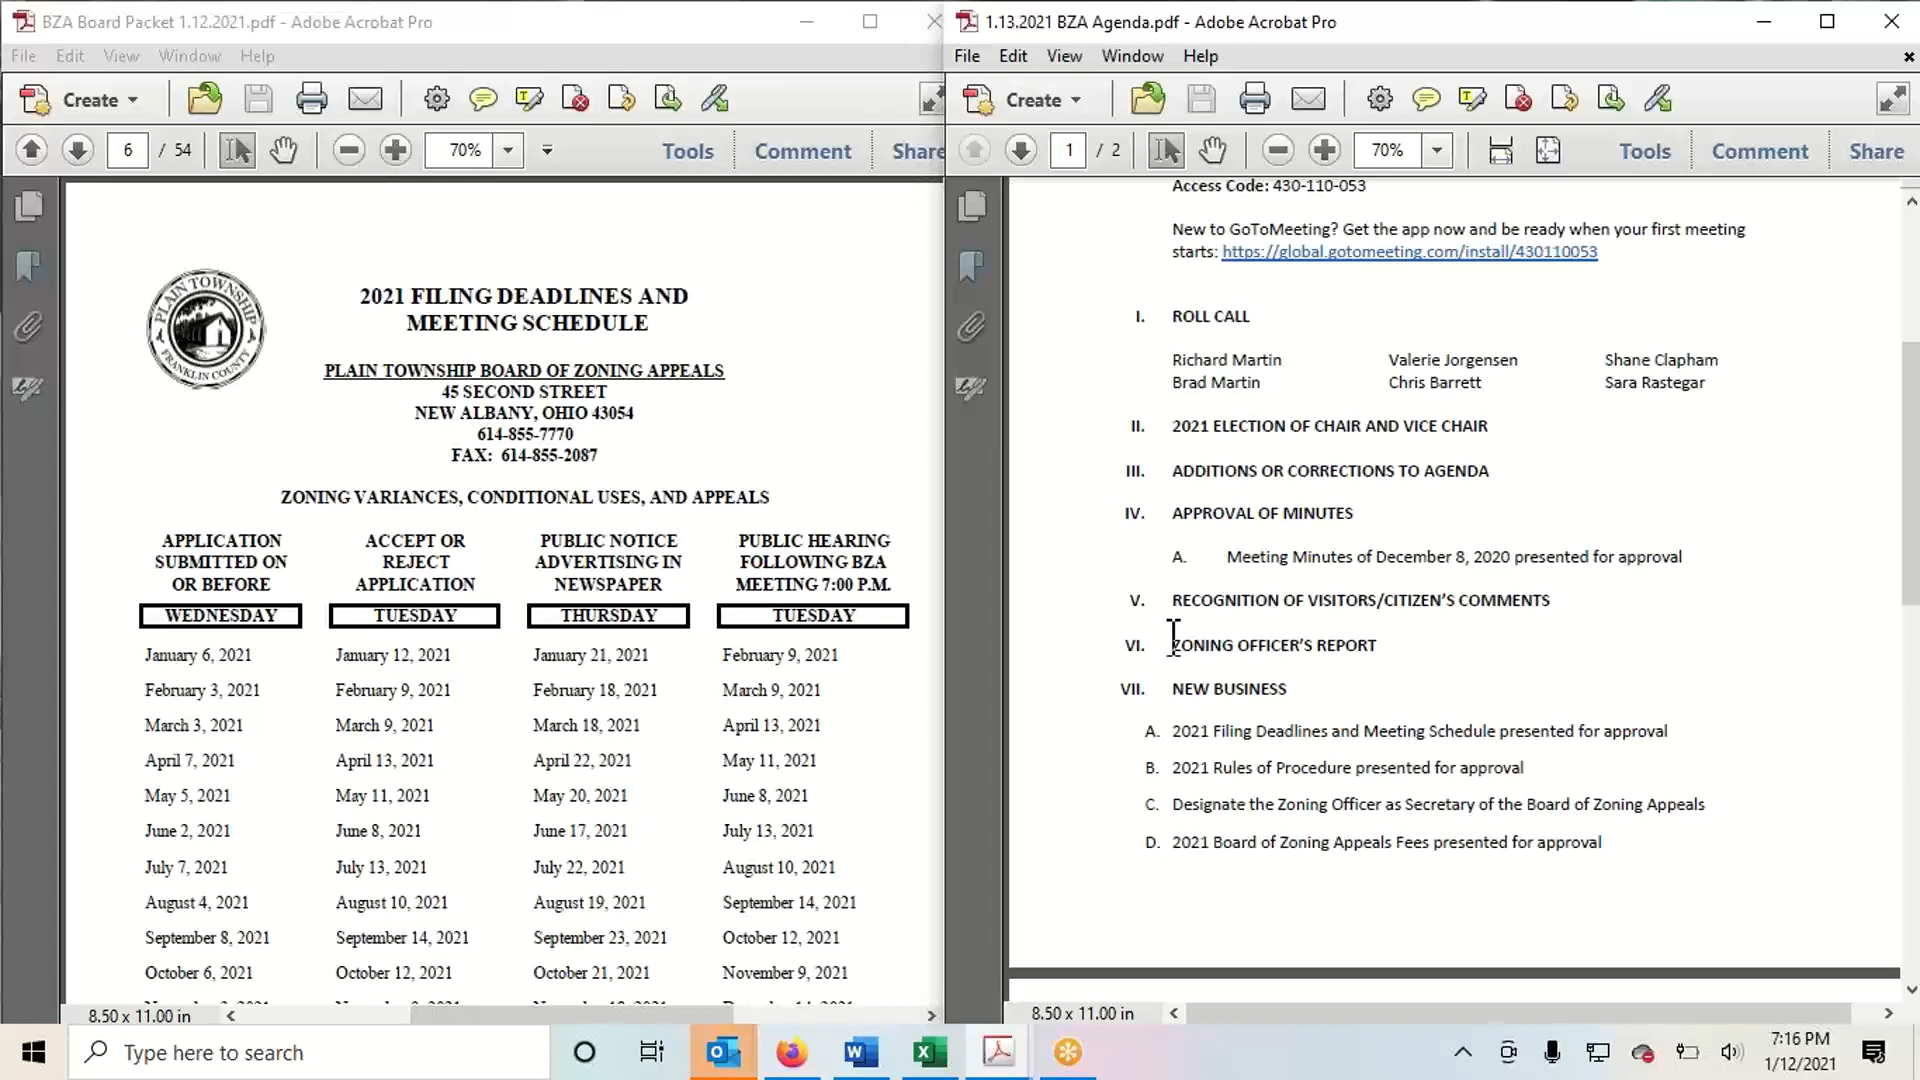 BZA Board Packet 1.12.2021.pdf - Adobe Acrobat Pro
File Edit View Window Help
Create
6 / 54
70%
Tools Comment Share
PLAIN TOWNSHIP
FRANKLIN COUNTY
2021 FILING DEADLINES AND
MEETING SCHEDULE
PLAIN TOWNSHIP BOARD OF ZONING APPEALS
45 SECOND STREET
NEW ALBANY, OHIO 43054
614-855-7770
FAX: 614-855-2087
ZONING VARIANCES, CONDITIONAL USES, AND APPEALS
APPLICATION SUBMITTED ON OR BEFORE
ACCEPT OR REJECT APPLICATION
PUBLIC NOTICE ADVERTISING IN NEWSPAPER
PUBLIC HEARING FOLLOWING BZA MEETING 7:00 P.M.
WEDNESDAY TUESDAY THURSDAY TUESDAY
January 6, 2021 January 12, 2021 January 21, 2021 February 9, 2021
February 3, 2021 February 9, 2021 February 18, 2021 March 9, 2021
March 3, 2021 March 9, 2021 March 18, 2021 April 13, 2021
April 7, 2021 April 13, 2021 April 22, 2021 May 11, 2021
May 5, 2021 May 11, 2021 May 20, 2021 June 8, 2021
June 2, 2021 June 8, 2021 June 17, 2021 July 13, 2021
July 7, 2021 July 13, 2021 July 22, 2021 August 10, 2021
August 4, 2021 August 10, 2021 August 19, 2021 September 14, 2021
September 8, 2021 September 14, 2021 September 23, 2021 October 12, 2021
October 6, 2021 October 12, 2021 October 21, 2021 November 9, 2021
8.50 x 11.00 in
1.13.2021 BZA Agenda.pdf - Adobe Acrobat Pro
File Edit View Window Help
Create
1 / 2
70%
Tools Comment Share
Access Code: 430-110-053
New to GoToMeeting? Get the app now and be ready when your first meeting
starts: https://global.gotomeeting.com/install/430110053
I. ROLL CALL
Richard Martin Valerie Jorgensen Shane Clapham
Brad Martin Chris Barrett Sara Rastegar
II. 2021 ELECTION OF CHAIR AND VICE CHAIR
III. ADDITIONS OR CORRECTIONS TO AGENDA
IV. APPROVAL OF MINUTES
A. Meeting Minutes of December 8, 2020 presented for approval
V. RECOGNITION OF VISITORS/CITIZEN’S COMMENTS
VI. ZONING OFFICER’S REPORT
VII. NEW BUSINESS
A. 2021 Filing Deadlines and Meeting Schedule presented for approval
B. 2021 Rules of Procedure presented for approval
C. Designate the Zoning Officer as Secretary of the Board of Zoning Appeals
D. 2021 Board of Zoning Appeals Fees presented for approval
8.50 x 11.00 in
Type here to search
7:16 PM
1/12/2021